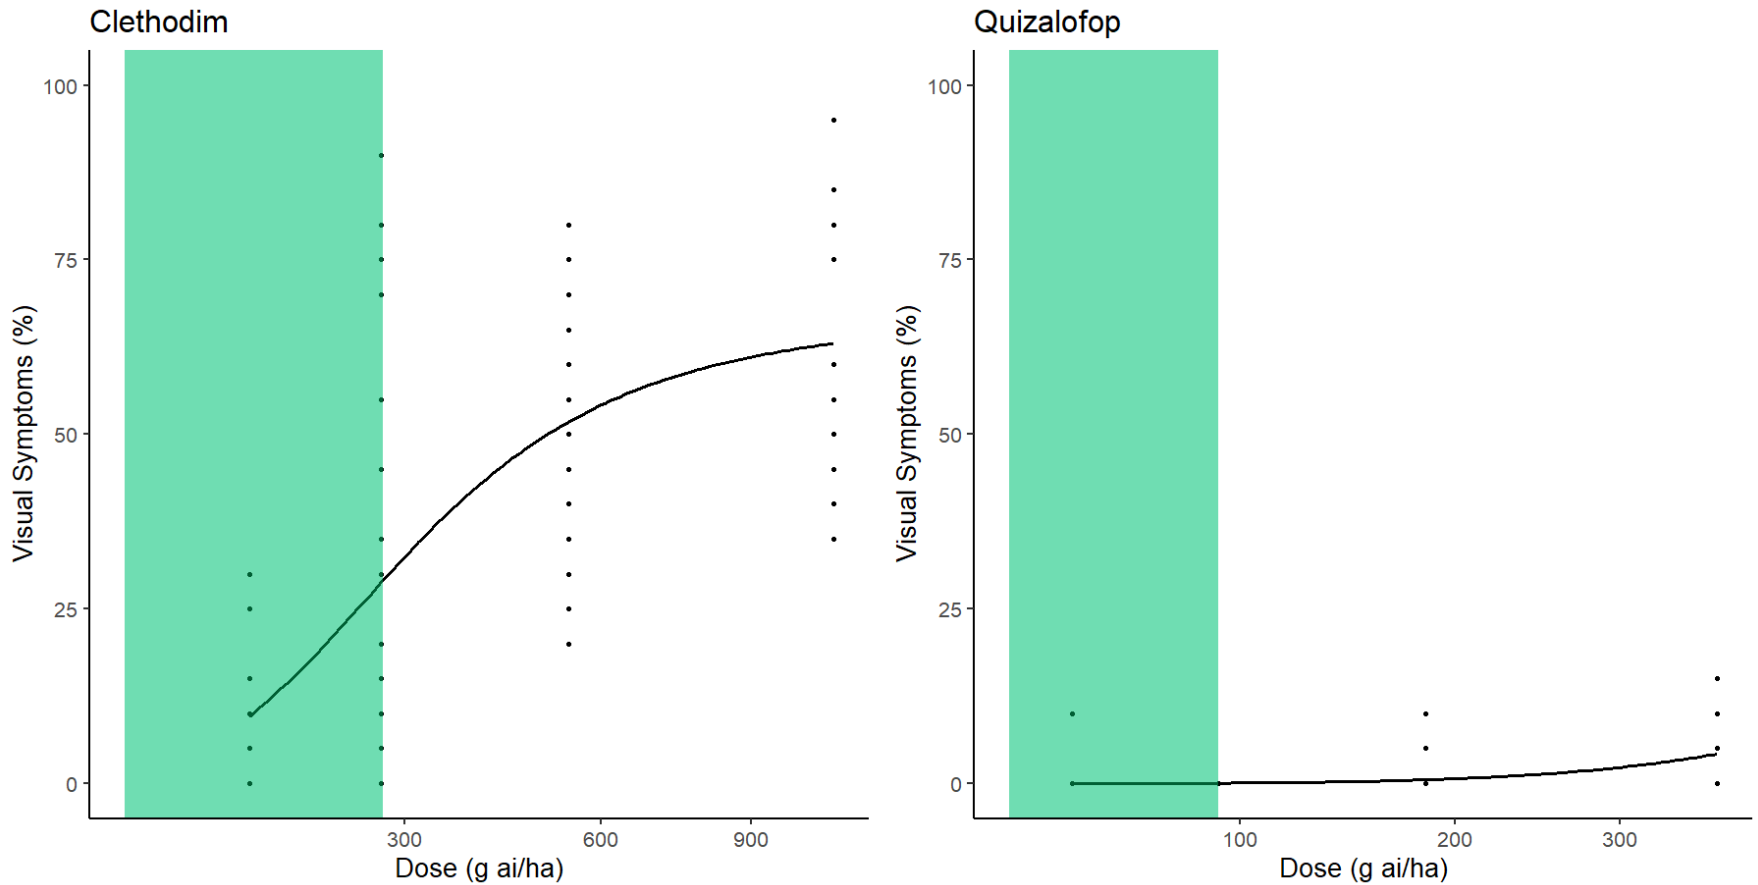 Clethodim
100
75
50
25
0
Visual Symptoms (%)
300 600 900
Dose (g ai/ha)
Quizalofop
100
75
50
25
0
Visual Symptoms (%)
100 200 300
Dose (g ai/ha)